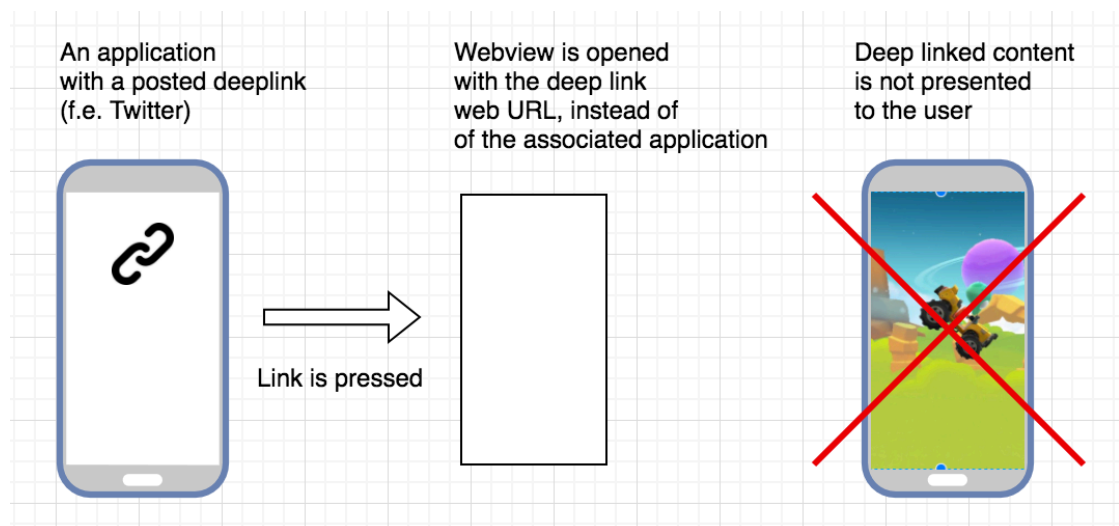 An application
with a posted deeplink
(f.e. Twitter)
Webview is opened
with the deep link
web URL, instead of
of the associated application
Deep linked content
is not presented
to the user
Link is pressed